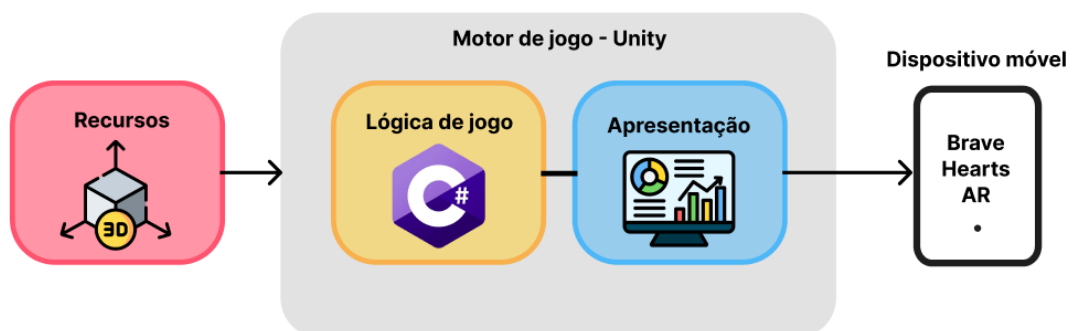 Motor de jogo - Unity
Recursos
3D
Lógica de jogo
C#
Apresentação
Dispositivo móvel
Brave
Hearts
AR